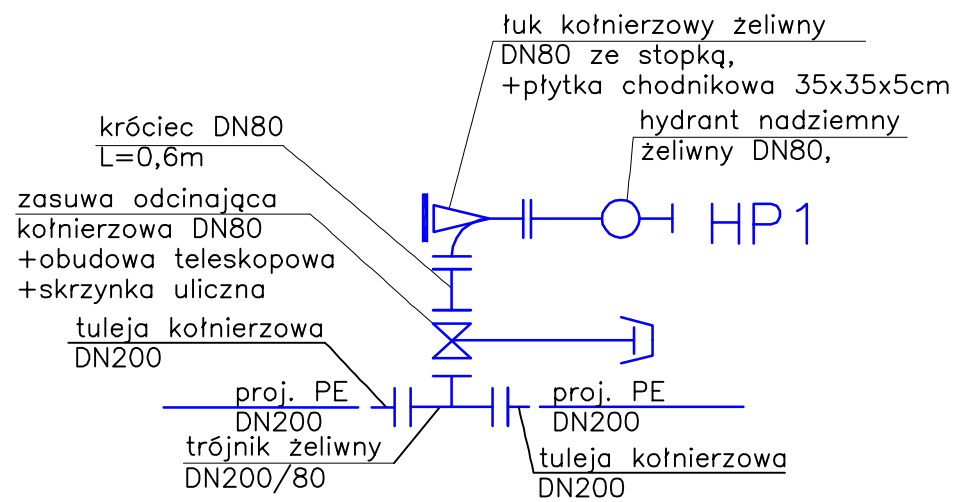 łuk kołnierzowy żeliwny
DN80 ze stopką,
+płytka chodnikowa 35x35x5cm
hydrant nadziemny
żeliwny DN80,
króciec DN80
L=0,6m
zasuwa odcinająca
kołnierzowa DN80
+obudowa teleskopowa
+skrzynka uliczna
HP1
tuleja kołnierzowa
DN200
proj. PE
DN200
proj. PE
DN200
trójnik żeliwny
DN200/80
tuleja kołnierzowa
DN200